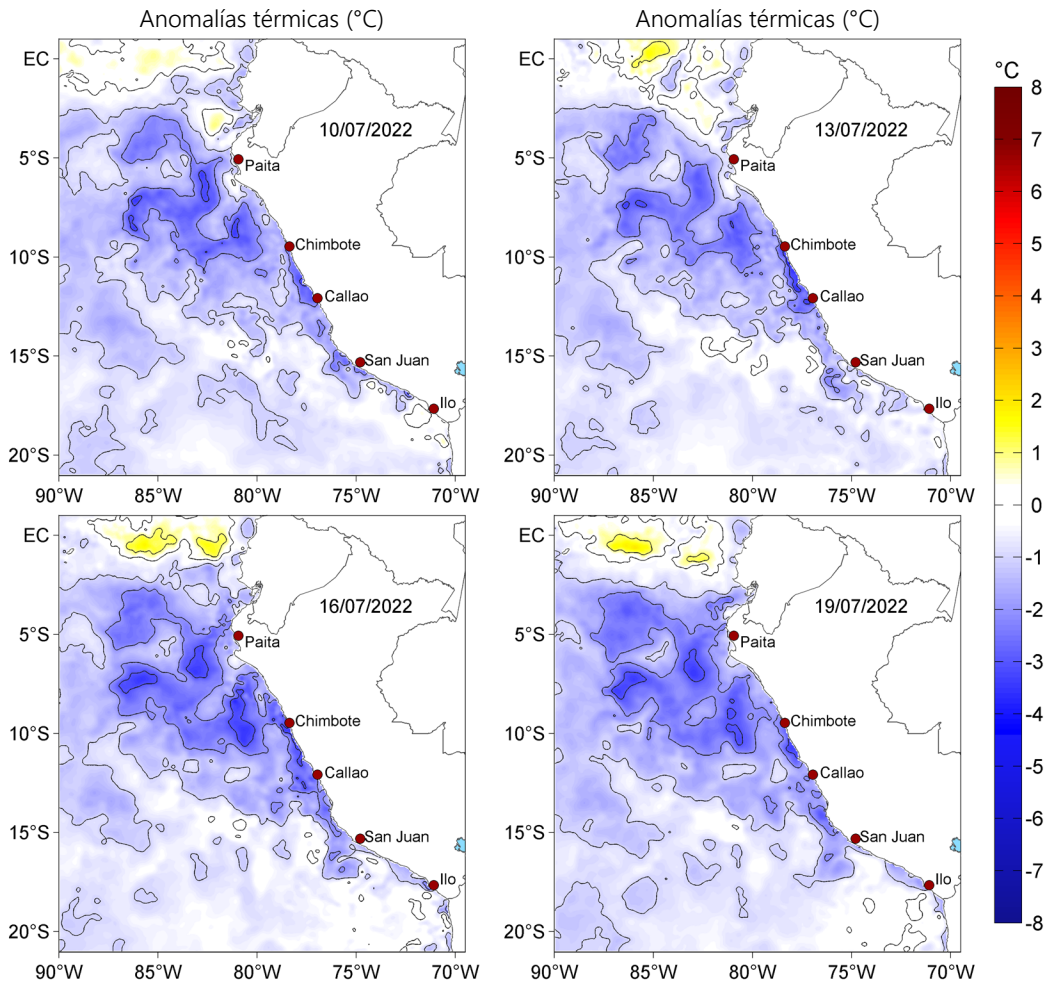 Anomalías térmicas (°C)
Anomalías térmicas (°C)
EC
5°S
10°S
15°S
20°S
10/07/2022
Paita
Chimbote
Callao
San Juan
Ilo
90°W
85°W
80°W
75°W
70°W
EC
5°S
10°S
15°S
20°S
13/07/2022
Paita
Chimbote
Callao
San Juan
Ilo
90°W
85°W
80°W
75°W
70°W
EC
5°S
10°S
15°S
20°S
16/07/2022
Paita
Chimbote
Callao
San Juan
Ilo
90°W
85°W
80°W
75°W
70°W
EC
5°S
10°S
15°S
20°S
19/07/2022
Paita
Chimbote
Callao
San Juan
Ilo
90°W
85°W
80°W
75°W
70°W
°C
8
7
6
5
4
3
2
1
0
-1
-2
-3
-4
-5
-6
-7
-8